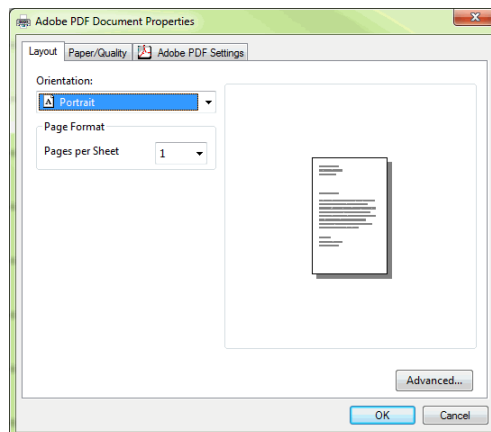 Adobe PDF Document Properties
Layout Paper/Quality Adobe PDF Settings
Orientation:
A Portrait
Page Format
Pages per Sheet 1
Advanced...
OK Cancel